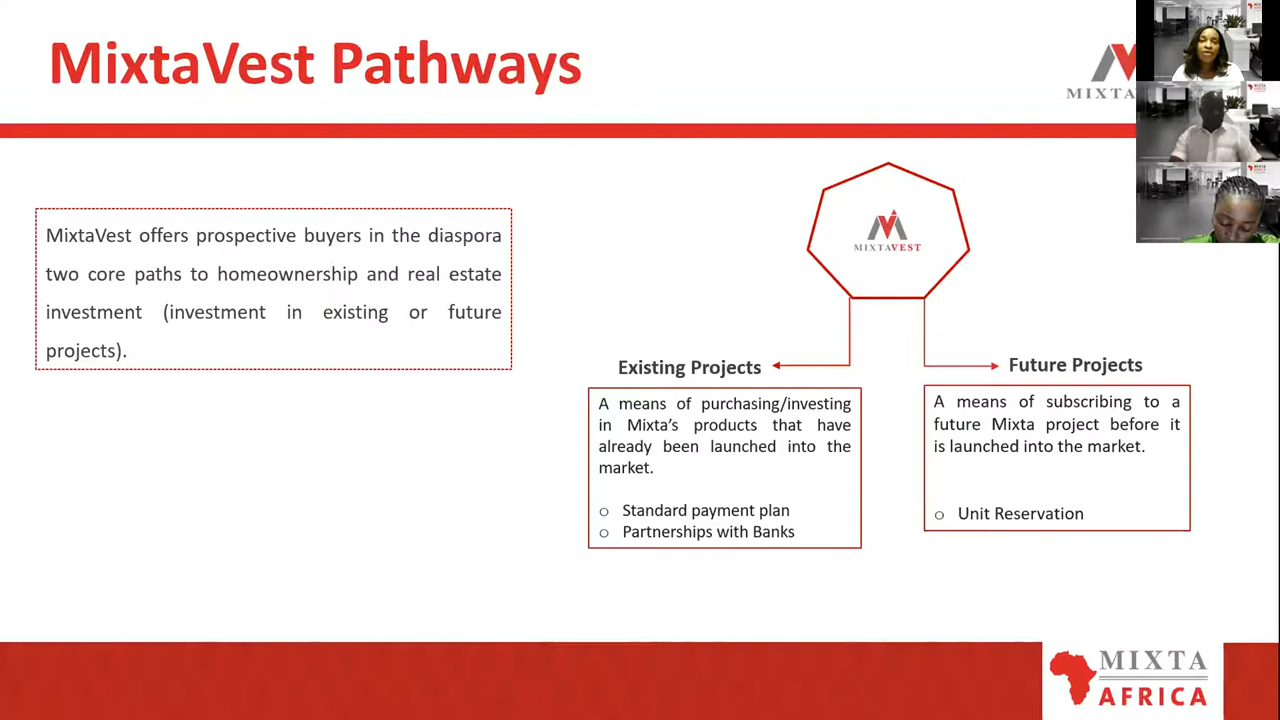 MixtaVest Pathways
MIXTA
MixtaVest offers prospective buyers in the diaspora
two core paths to homeownership and real estate
investment (investment in existing or future
projects).
MIXTAVEST
Existing Projects
A means of purchasing/investing
in Mixta's products that have
already been launched into the
market.
o Standard payment plan
o Partnerships with Banks
Future Projects
A means of subscribing to a
future Mixta project before it
is launched into the market.
o Unit Reservation
MIXTA
AFRICA